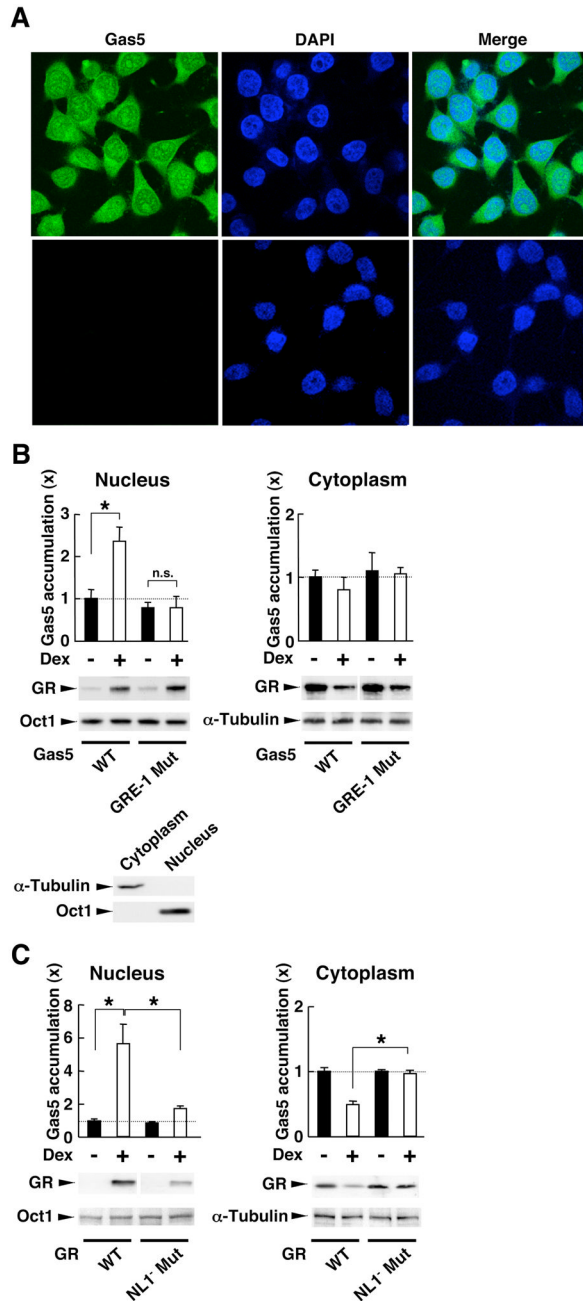 A
Gas5 DAPI Merge
B
Nucleus Cytoplasm
Gas5 accumulation (x)
3
2
1
0
*
n.s.
Gas5 accumulation (x)
2
1
0
Dex - + - +
- + - +
GR GR
Oct1 α-Tubulin
Gas5 WT GRE-1 Mut
Gas5 WT GRE-1 Mut
Cytoplasm Nucleus
α-Tubulin
Oct1
C
Nucleus Cytoplasm
Gas5 accumulation (x)
8
6
4
2
0
* *
Gas5 accumulation (x)
2
1
0
*
Dex - + - +
- + - +
GR GR
Oct1 α-Tubulin
GR WT NL1⁻ Mut
WT NL1⁻ Mut